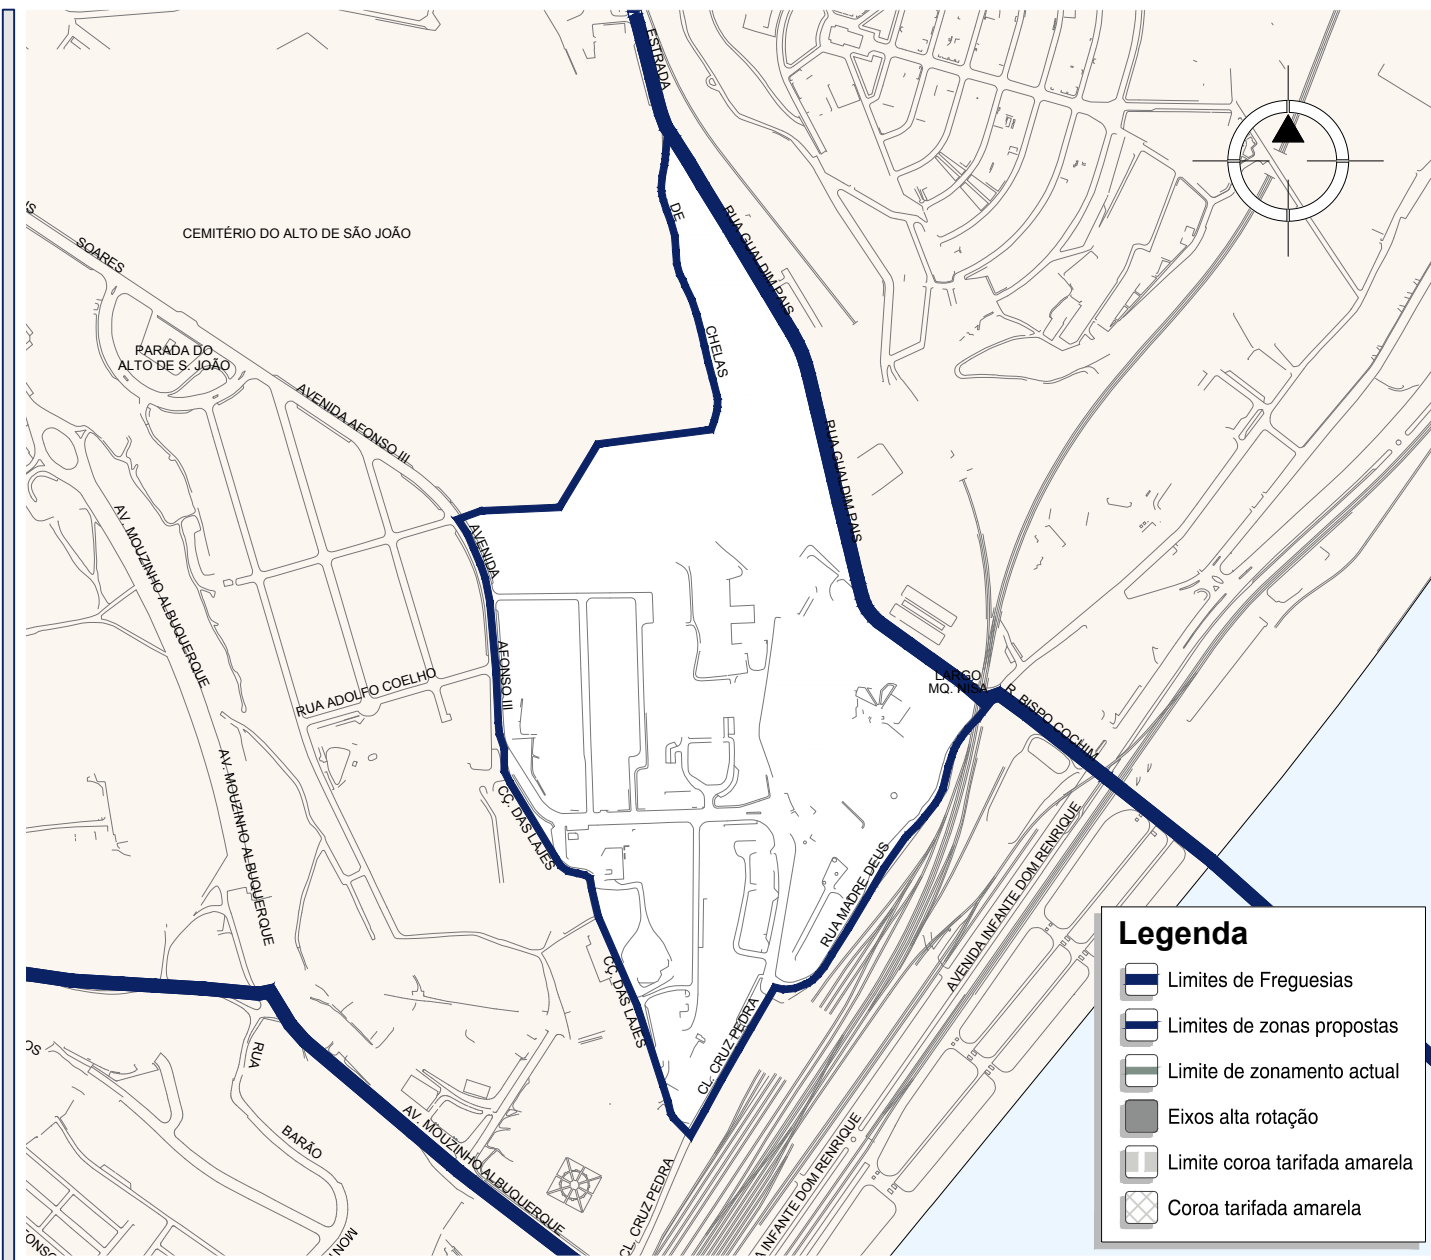 ESTRADA
DE
CHELAS
RUA GUALDIM PAIS
RUA GUALDIM PAIS
CEMITÉRIO DO ALTO DE SÃO JOÃO
SOARES
PARADA DO
ALTO DE S. JOÃO
AVENIDA AFONSO III
AVENIDA
AFONSO III
AV. MOUZINHO ALBUQUERQUE
RUA ADOLFO COELHO
LARGO
MQ. NISA
R. BISPO COCHIM
AV. MOUZINHO ALBUQUERQUE
CÇ. DAS LAJES
CÇ. DAS LAJES
RUA MADRE DEUS
AVENIDA INFANTE DOM RENRIQUE
CL. CRUZ PEDRA
RUA
BARÃO
MON
AV. MOUZINHO ALBUQUERQUE
CL. CRUZ PEDRA
A INFANTE DOM RENRIQUE
Legenda
Limites de Freguesias
Limites de zonas propostas
Limite de zonamento actual
Eixos alta rotação
Limite coroa tarifada amarela
Coroa tarifada amarela